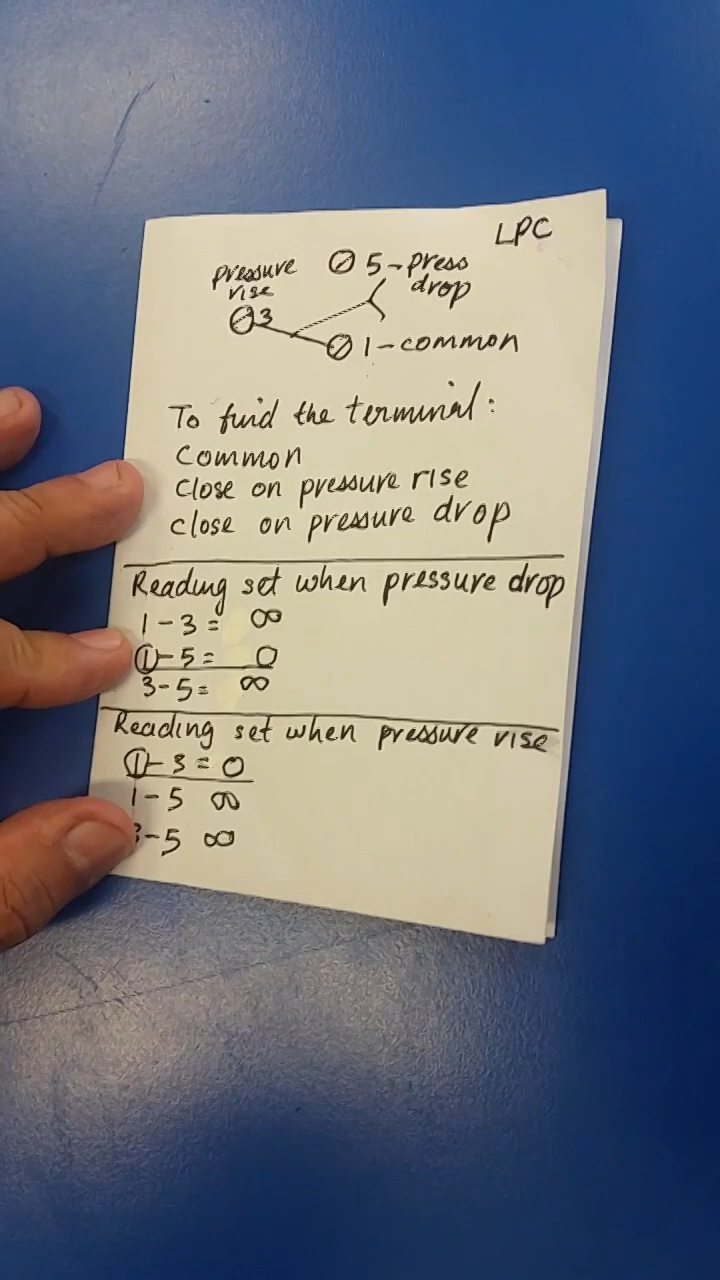 LPC
pressure
rise
5-press
drop
3
1-common
To find the terminal:
Common
Close on pressure rise
close on pressure drop
Reading set when pressure drop
1-3= ∞
1-5= 0
3-5= ∞
Reading set when pressure rise
1-3=0
1-5 ∞
3-5 ∞